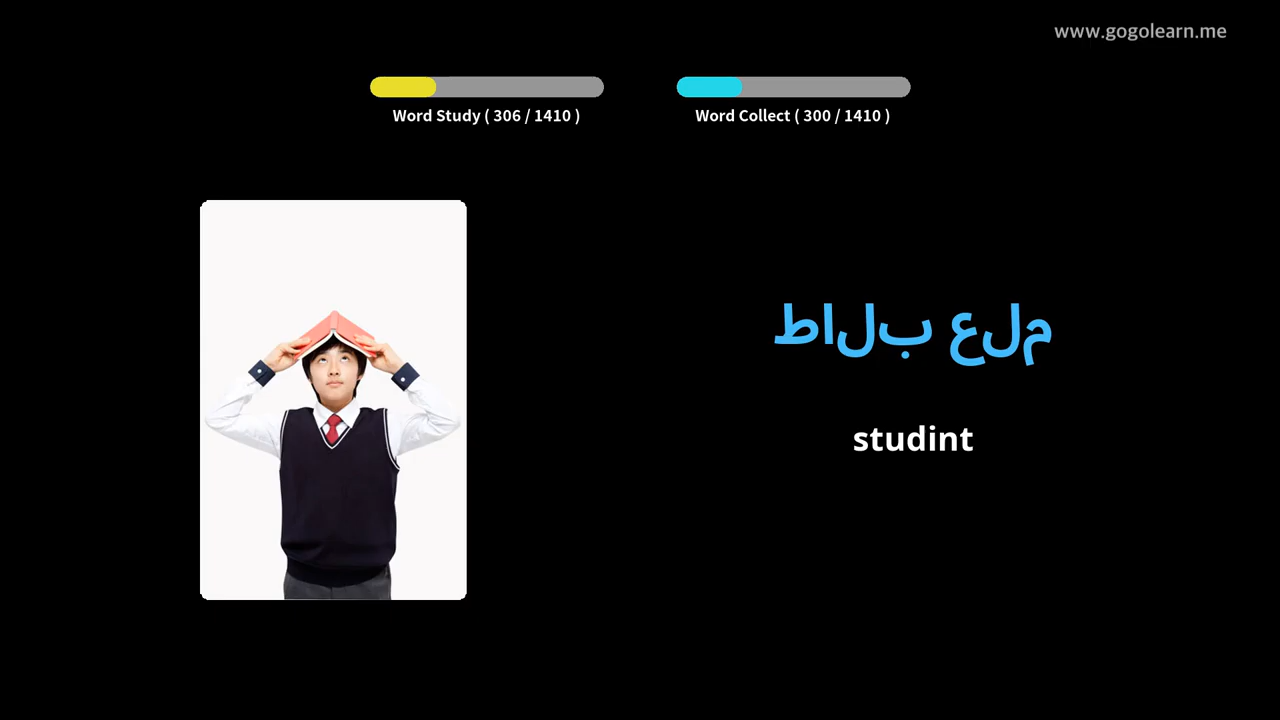 www.gogolearn.me
Word Study ( 306 / 1410 )
Word Collect ( 300 / 1410 )
طالب علم
studint